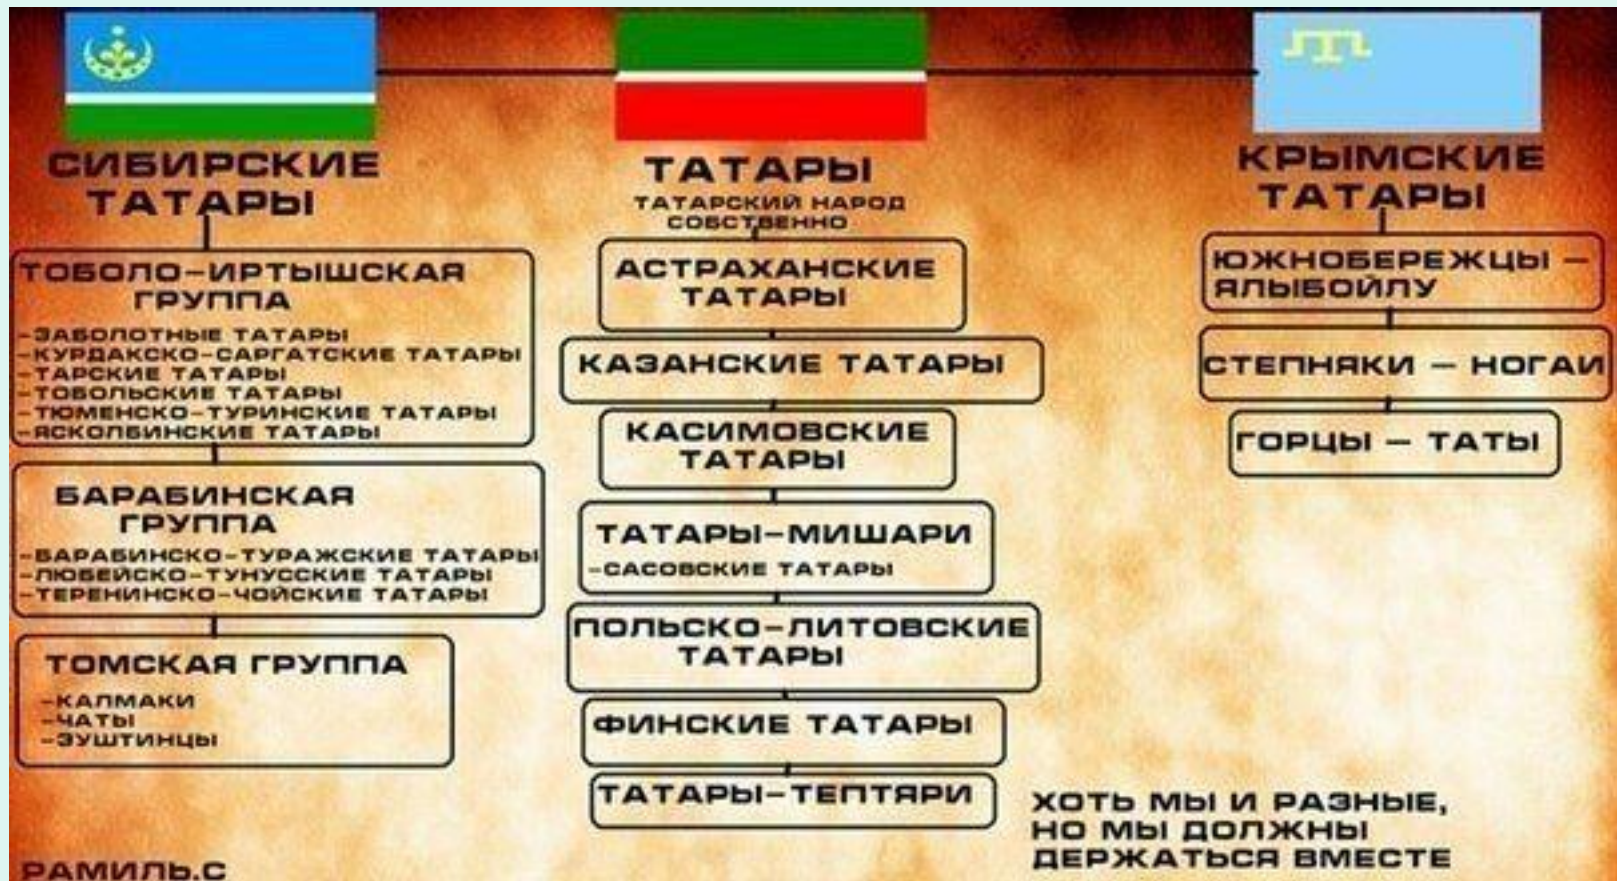 СИБИРСКИЕ
ТАТАРЫ
ТОБОЛО-ИРТЫШСКАЯ
ГРУППА
-ЗАБОЛОТНЫЕ ТАТАРЫ
-КУРДАКСКО-САРГАТСКИЕ ТАТАРЫ
-ТАРСКИЕ ТАТАРЫ
-ТОБОЛЬСКИЕ ТАТАРЫ
-ТЮМЕНСКО-ТУРИНСКИЕ ТАТАРЫ
-ЯСКОЛБИНСКИЕ ТАТАРЫ
БАРАБИНСКАЯ
ГРУППА
-БАРАБИНСКО-ТУРАЖСКИЕ ТАТАРЫ
-ЛЮБЕЙСКО-ТУНУССКИЕ ТАТАРЫ
-ТЕРЕНИНСКО-ЧОЙСКИЕ ТАТАРЫ
ТОМСКАЯ ГРУППА
-КАЛМАКИ
-ЧАТЫ
-ЗУШТИНЦЫ
РАМИЛЬ.С
ТАТАРЫ
ТАТАРСКИЙ НАРОД
СОБСТВЕННО
АСТРАХАНСКИЕ
ТАТАРЫ
КАЗАНСКИЕ ТАТАРЫ
КАСИМОВСКИЕ
ТАТАРЫ
ТАТАРЫ-МИШАРИ
-САСОВСКИЕ ТАТАРЫ
ПОЛЬСКО-ЛИТОВСКИЕ
ТАТАРЫ
ФИНСКИЕ ТАТАРЫ
ТАТАРЫ-ТЕПТЯРИ
КРЫМСКИЕ
ТАТАРЫ
ЮЖНОБЕРЕЖЦЫ -
ЯЛЫБОЙЛУ
СТЕПНЯКИ - НОГАИ
ГОРЦЫ - ТАТЫ
ХОТЬ МЫ И РАЗНЫЕ,
НО МЫ ДОЛЖНЫ
ДЕРЖАТЬСЯ ВМЕСТЕ